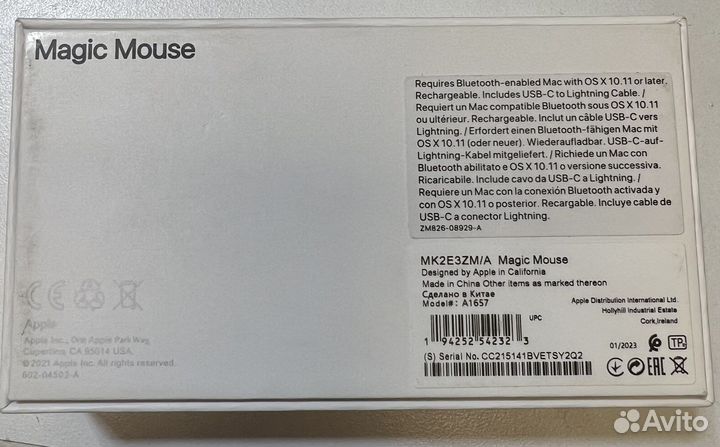 Magic Mouse
Requires Bluetooth-enabled Mac with OS X 10.11 or later.
Rechargeable. Includes USB-C to Lightning Cable. /
Requiert un Mac compatible Bluetooth sous OS X 10.11
ou ultérieur. Rechargeable. Inclut un câble USB-C vers
Lightning. / Erfordert einen Bluetooth-fähigen Mac mit
OS X 10.11 (oder neuer). Wiederaufladbar. USB-C-auf-
Lightning-Kabel mitgeliefert. / Richiede un Mac con
Bluetooth abilitato e OS X 10.11 o versione successiva.
Ricaricabile. Include cavo da USB-C a Lightning. /
Requiere un Mac con la conexión Bluetooth activada y
con OS X 10.11 o posterior. Recargable. Incluye cable de
USB-C a conector Lightning.
ZM826-08929-A
MK2E3ZM/A Magic Mouse
Designed by Apple in California
Made in China Other items as marked thereon
Сделано в Китае
Model#: A1657
Apple Distribution International Ltd.
Hollyhill Industrial Estate
Cork, Ireland
UPC
1 94252 54232 3
01/2023
TP
(S) Serial No. CC215141BVETSY2Q2
EAC
CE
Apple
Apple Inc., One Apple Park Way,
Cupertino, CA 95014 USA.
©2021 Apple Inc. All rights reserved.
602-04503-A
Avito